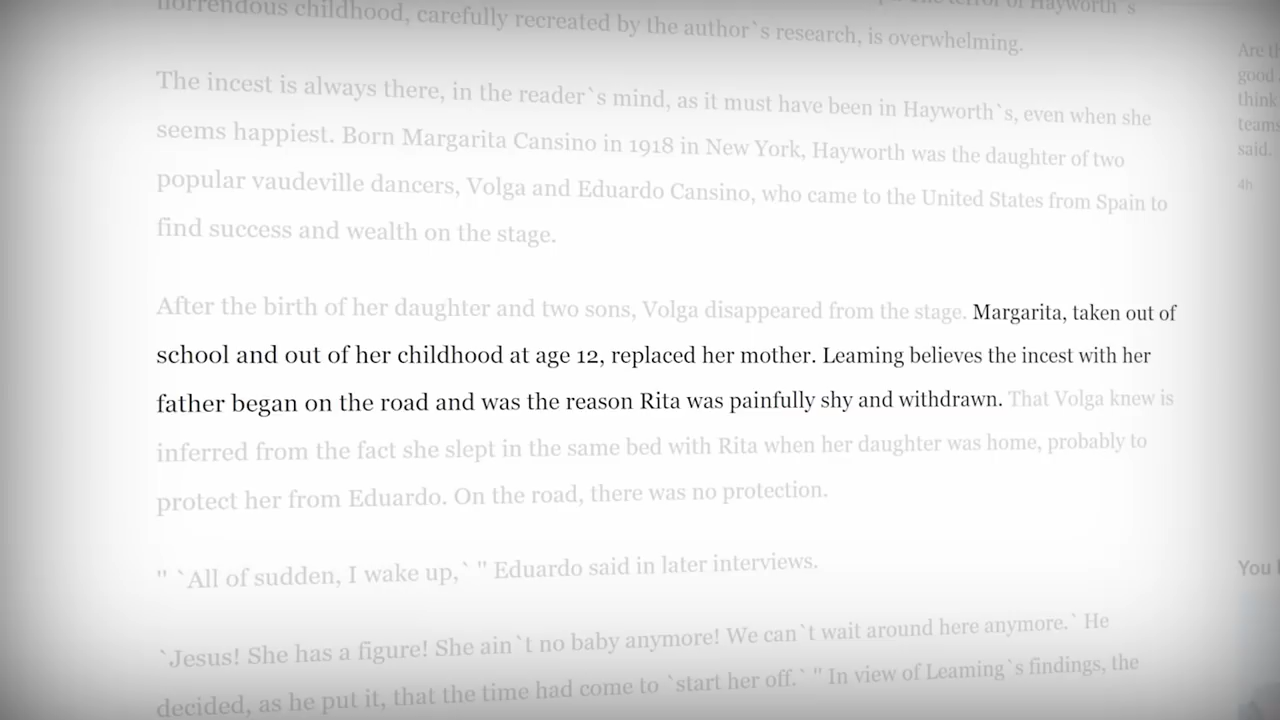 horrendous childhood, carefully recreated by the author`s research, is overwhelming.
terror of Hayworth`s
The incest is always there, in the reader`s mind, as it must have been in Hayworth`s, even when she
seems happiest. Born Margarita Cansino in 1918 in New York, Hayworth was the daughter of two
popular vaudeville dancers, Volga and Eduardo Cansino, who came to the United States from Spain to
find success and wealth on the stage.
After the birth of her daughter and two sons, Volga disappeared from the stage. Margarita, taken out of
school and out of her childhood at age 12, replaced her mother. Leaming believes the incest with her
father began on the road and was the reason Rita was painfully shy and withdrawn. That Volga knew is
inferred from the fact she slept in the same bed with Rita when her daughter was home, probably to
protect her from Eduardo. On the road, there was no protection.
" `All of sudden, I wake up,` " Eduardo said in later interviews.
`Jesus! She has a figure! She ain`t no baby anymore! We can`t wait around here anymore.` He
decided, as he put it, that the time had come to `start her off.` " In view of Leaming`s findings, the
Are
good
think
teams
said.
4h
You